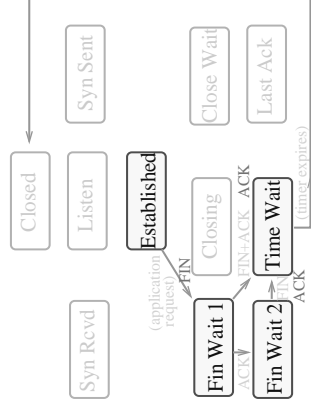 Closed
Syn Sent
Listen
Syn Rcvd
Established
(application
request)
FIN
Close Wait
Closing
Fin Wait 1
FIN+ACK
ACK
ACK
Last Ack
Time Wait
FIN
ACK
Fin Wait 2
(timer expires)